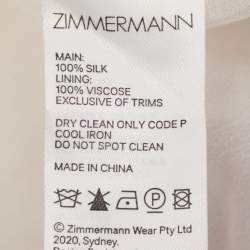 ZIMMERMANN
MAIN:
100% SILK
LINING:
100% VISCOSE
EXCLUSIVE OF TRIMS
DRY CLEAN ONLY CODE P
COOL IRON
DO NOT SPOT CLEAN
MADE IN CHINA
P
© Zimmermann Wear Pty Ltd
2020, Sydney.